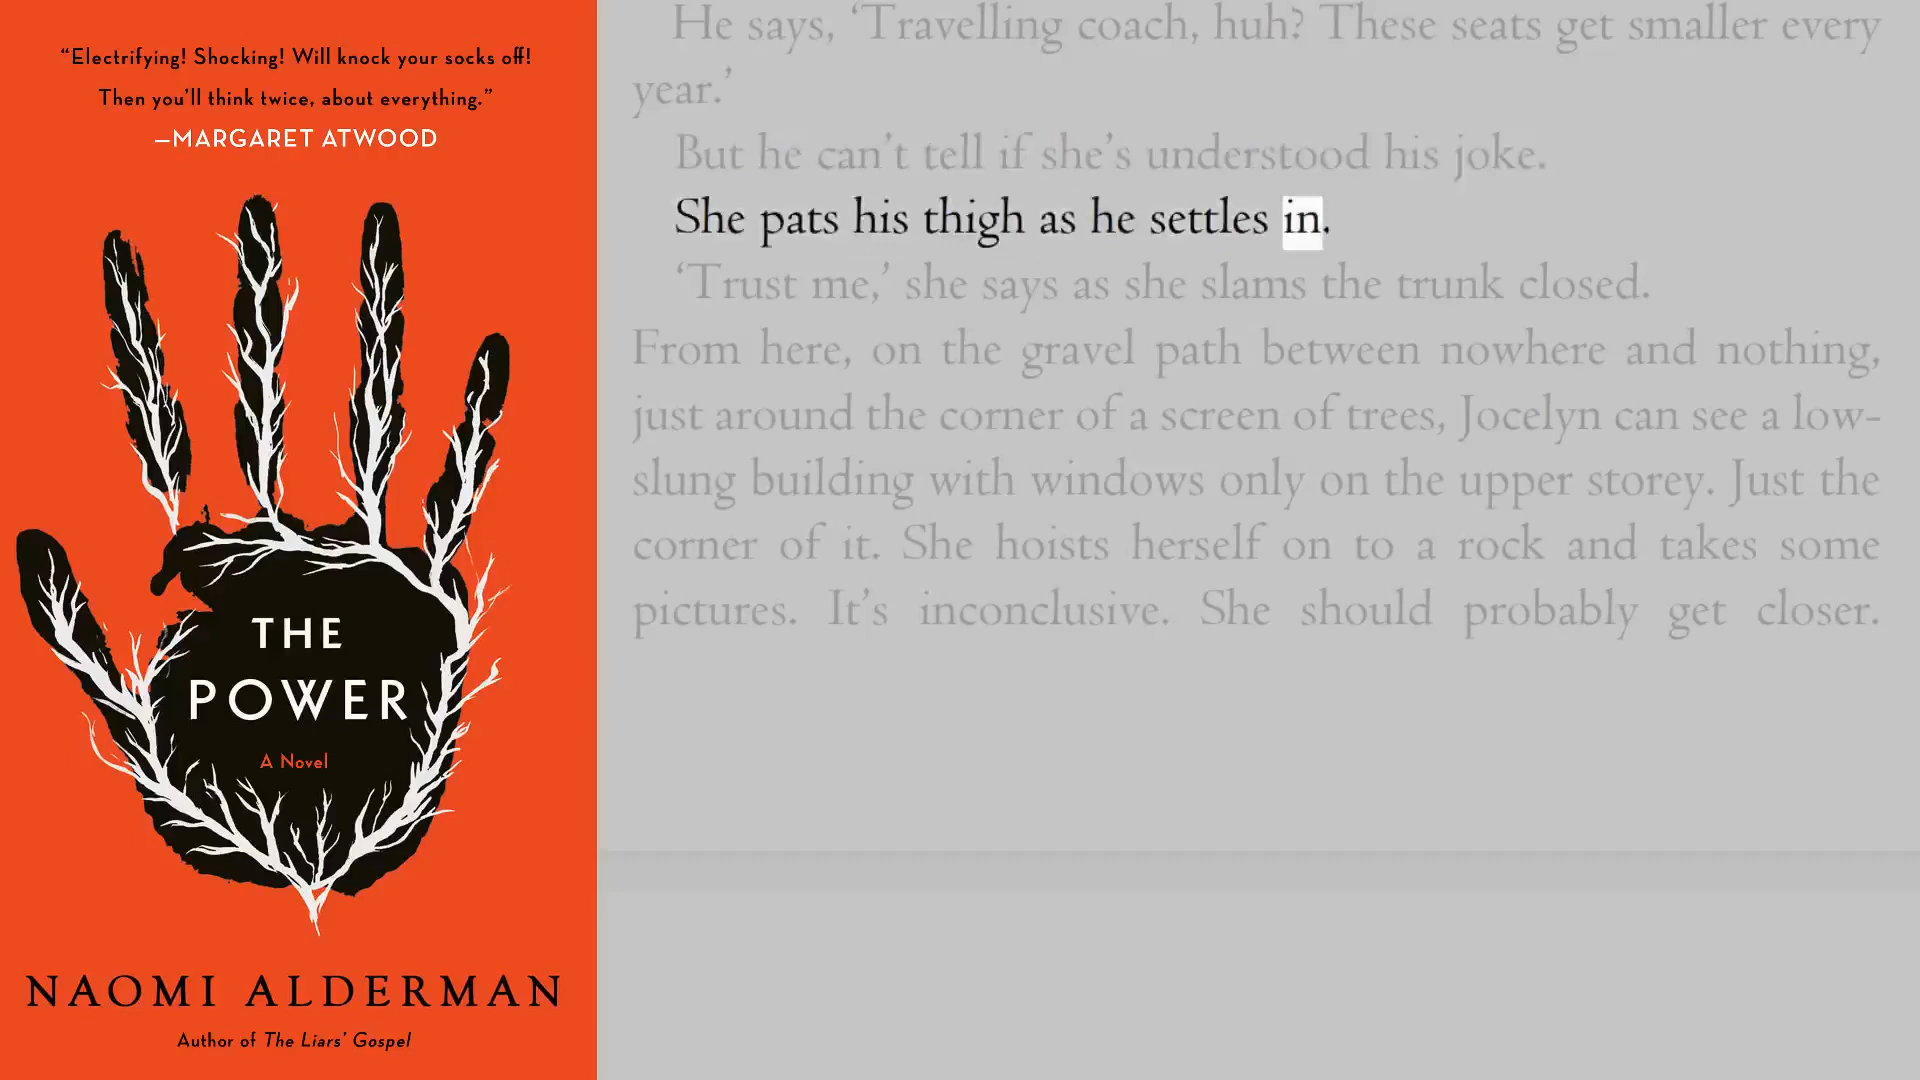 “Electrifying! Shocking! Will knock your socks off!
Then you’ll think twice, about everything.”
—MARGARET ATWOOD
THE
POWER
A Novel
NAOMI ALDERMAN
Author of The Liars’ Gospel
He says, ‘Travelling coach, huh? These seats get smaller every
year.’
But he can’t tell if she’s understood his joke.
She pats his thigh as he settles in.
‘Trust me,’ she says as she slams the trunk closed.
From here, on the gravel path between nowhere and nothing,
just around the corner of a screen of trees, Jocelyn can see a low-
slung building with windows only on the upper storey. Just the
corner of it. She hoists herself on to a rock and takes some
pictures. It’s inconclusive. She should probably get closer.